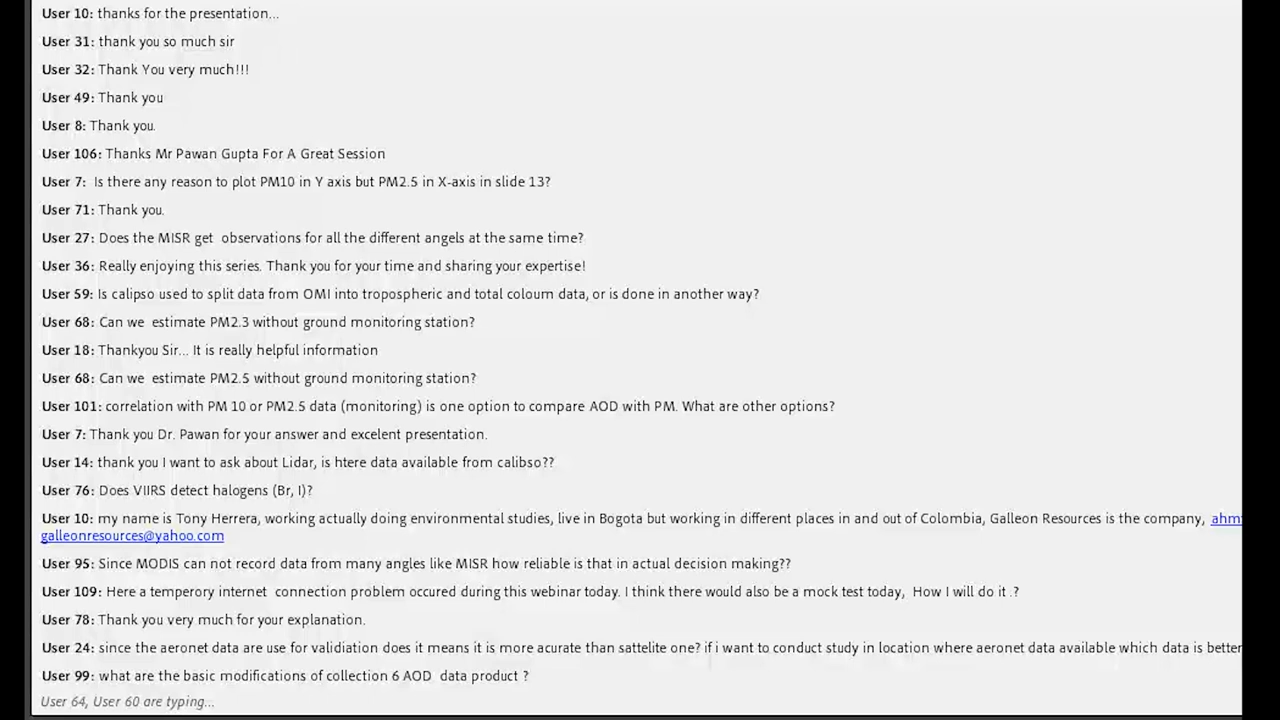 User 10: thanks for the presentation...
User 31: thank you so much sir
User 32: Thank You very much!!!
User 49: Thank you
User 8: Thank you.
User 106: Thanks Mr Pawan Gupta For A Great Session
User 7: Is there any reason to plot PM10 in Y axis but PM2.5 in X-axis in slide 13?
User 71: Thank you.
User 27: Does the MISR get observations for all the different angels at the same time?
User 36: Really enjoying this series. Thank you for your time and sharing your expertise!
User 59: Is calipso used to split data from OMI into tropospheric and total coloum data, or is done in another way?
User 68: Can we estimate PM2.3 without ground monitoring station?
User 18: Thankyou Sir... It is really helpful information
User 68: Can we estimate PM2.5 without ground monitoring station?
User 101: correlation with PM 10 or PM2.5 data (monitoring) is one option to compare AOD with PM. What are other options?
User 7: Thank you Dr. Pawan for your answer and excelent presentation.
User 14: thank you I want to ask about Lidar, is htere data available from calibso??
User 76: Does VIIRS detect halogens (Br, I)?
User 10: my name is Tony Herrera, working actually doing environmental studies, live in Bogota but working in different places in and out of Colombia, Galleon Resources is the company,
galleonresources@yahoo.com
User 95: Since MODIS can not record data from many angles like MISR how reliable is that in actual decision making??
User 109: Here a temperory internet connection problem occured during this webinar today. I think there would also be a mock test today, How I will do it .?
User 78: Thank you very much for your explanation.
User 24: since the aeronet data are use for validiation does it means it is more acurate than sattelite one? if i want to conduct study in location where aeronet data available which data is better
User 99: what are the basic modifications of collection 6 AOD data product ?
User 64, User 60 are typing...